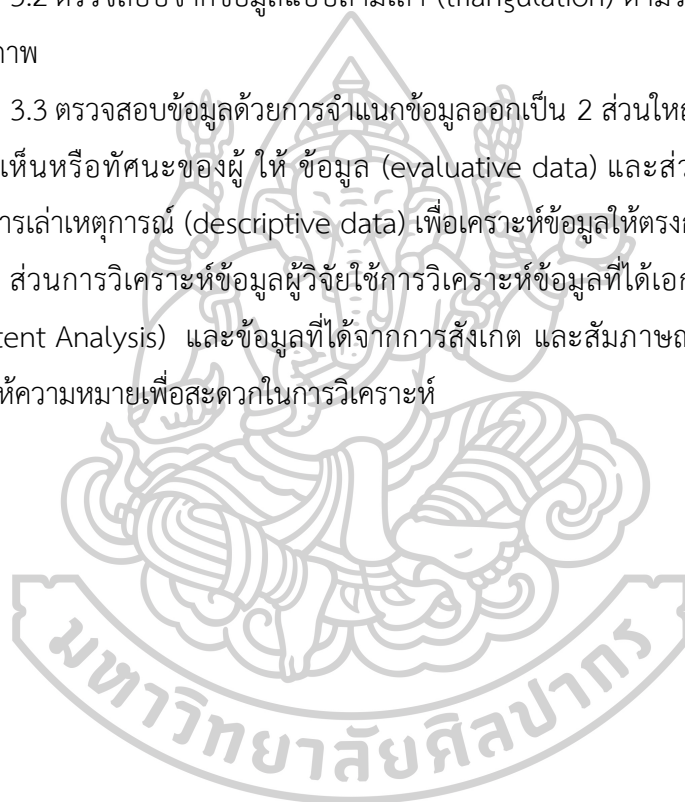 3.2 ตรวจสอบจากข้อมูลแบบสามเส้า (triangulation) ตามว
าพ
3.3 ตรวจสอบข้อมูลด้วยการจำแนกข้อมูลออกเป็น 2 ส่วนใหญ
เห็นหรือทัศนะของผู้ ให้ ข้อมูล (evaluative data) และส่ว
ารเล่าเหตุการณ์ (descriptive data) เพื่อเคราะห์ข้อมูลให้ตรงก
ส่วนการวิเคราะห์ข้อมูลผู้วิจัยใช้การวิเคราะห์ข้อมูลที่ได้เอก
tent Analysis) และข้อมูลที่ได้จากการสังเกต และสัมภาษณ
ห้ความหมายเพื่อสะดวกในการวิเคราะห์
มหาวิทยาลัยศิลปากร